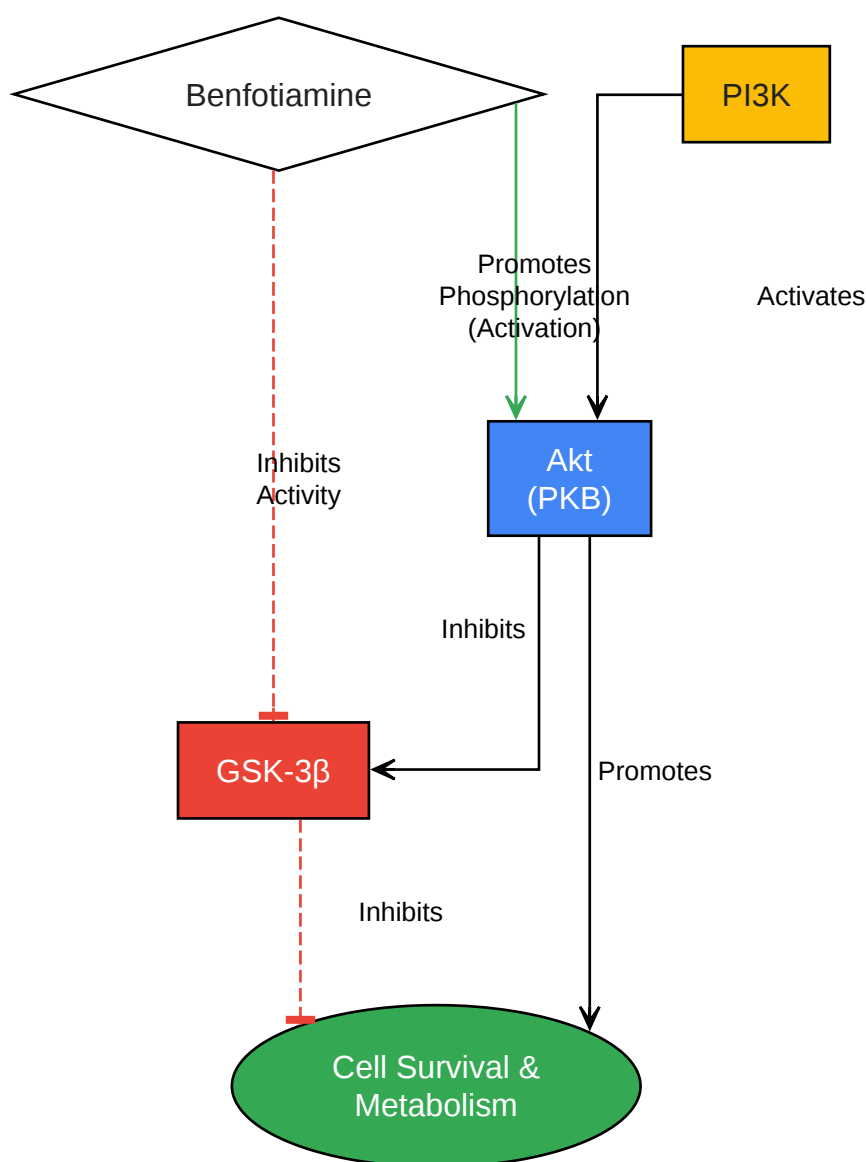 Benfotiamine
PI3K
Promotes
Phosphorylation
(Activation)
Activates
Akt
(PKB)
Inhibits
Activity
Inhibits
GSK-3β
Promotes
Inhibits
Cell Survival &
Metabolism